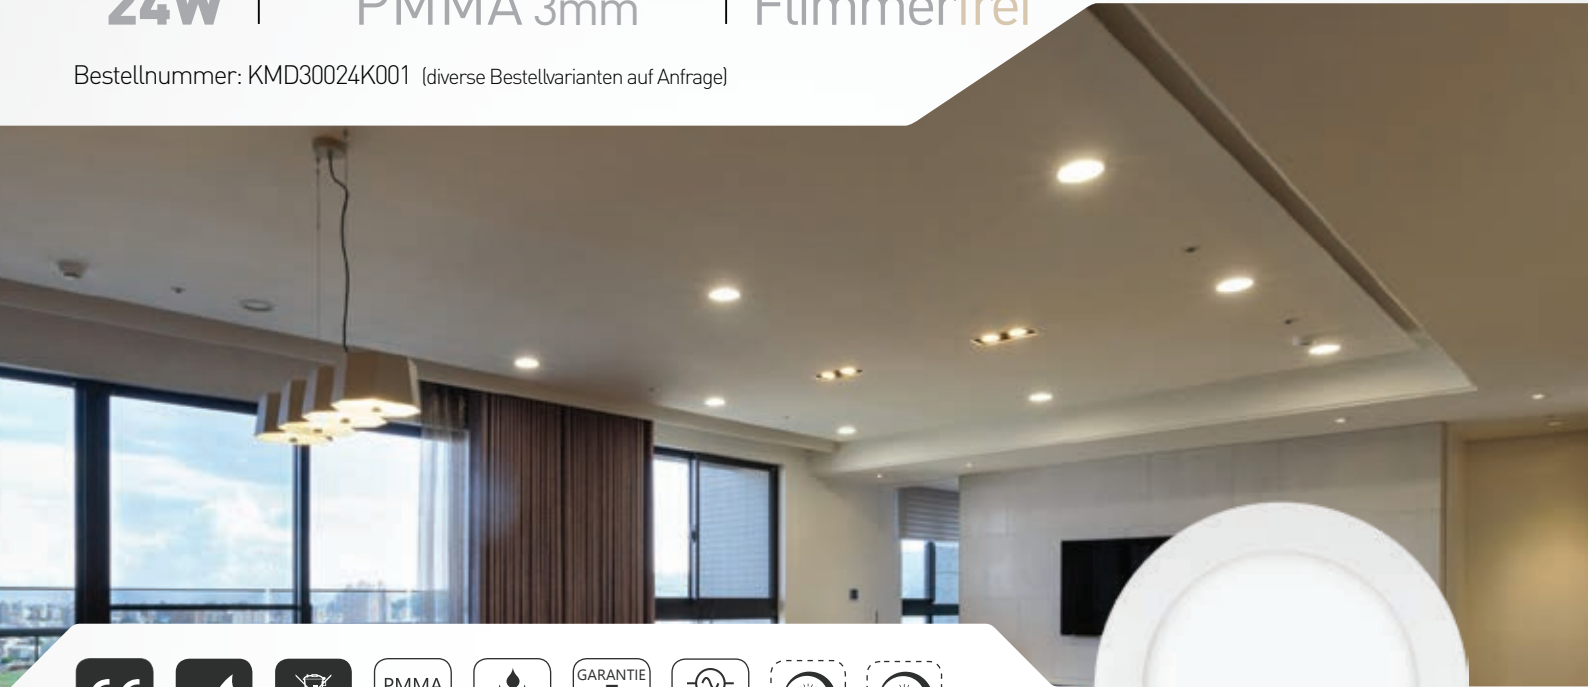 24W PMMA 3mm Flimmerfrei
Bestellnummer: KMD30024K001 (diverse Bestellvarianten auf Anfrage)
PMMA
GARANTIE